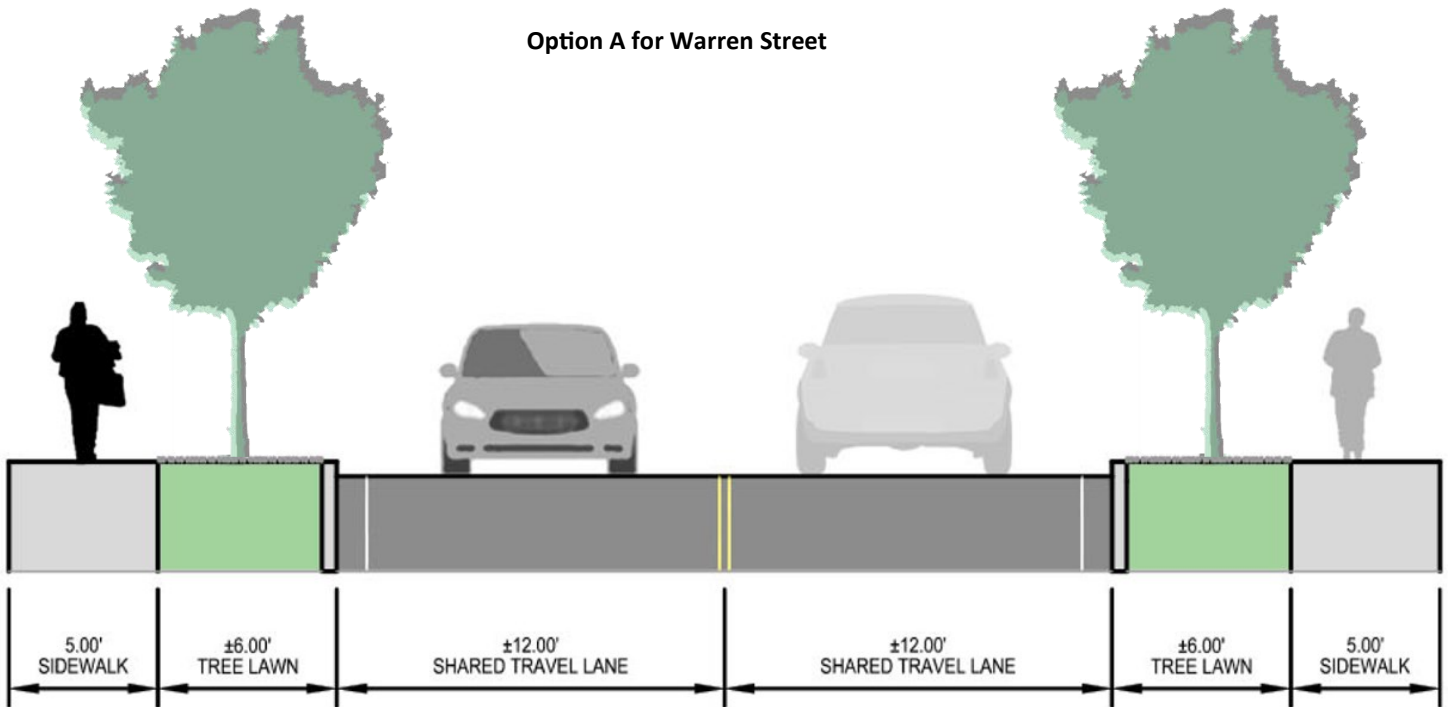 Option A for Warren Street
5.00'
SIDEWALK
±6.00'
TREE LAWN
±12.00'
SHARED TRAVEL LANE
±12.00'
SHARED TRAVEL LANE
±6.00'
TREE LAWN
5.00'
SIDEWALK